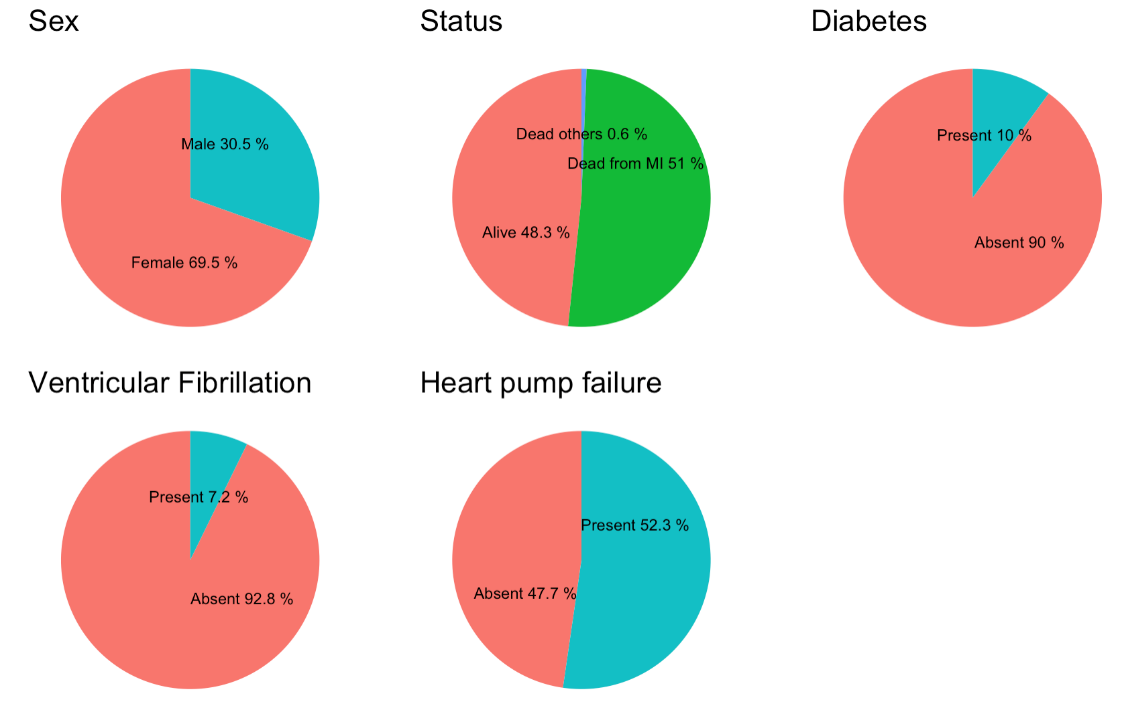 Sex
Male 30.5 %
Female 69.5 %
Status
Dead others 0.6 %
Dead from MI 51 %
Alive 48.3 %
Diabetes
Present 10 %
Absent 90 %
Ventricular Fibrillation
Present 7.2 %
Absent 92.8 %
Heart pump failure
Present 52.3 %
Absent 47.7 %